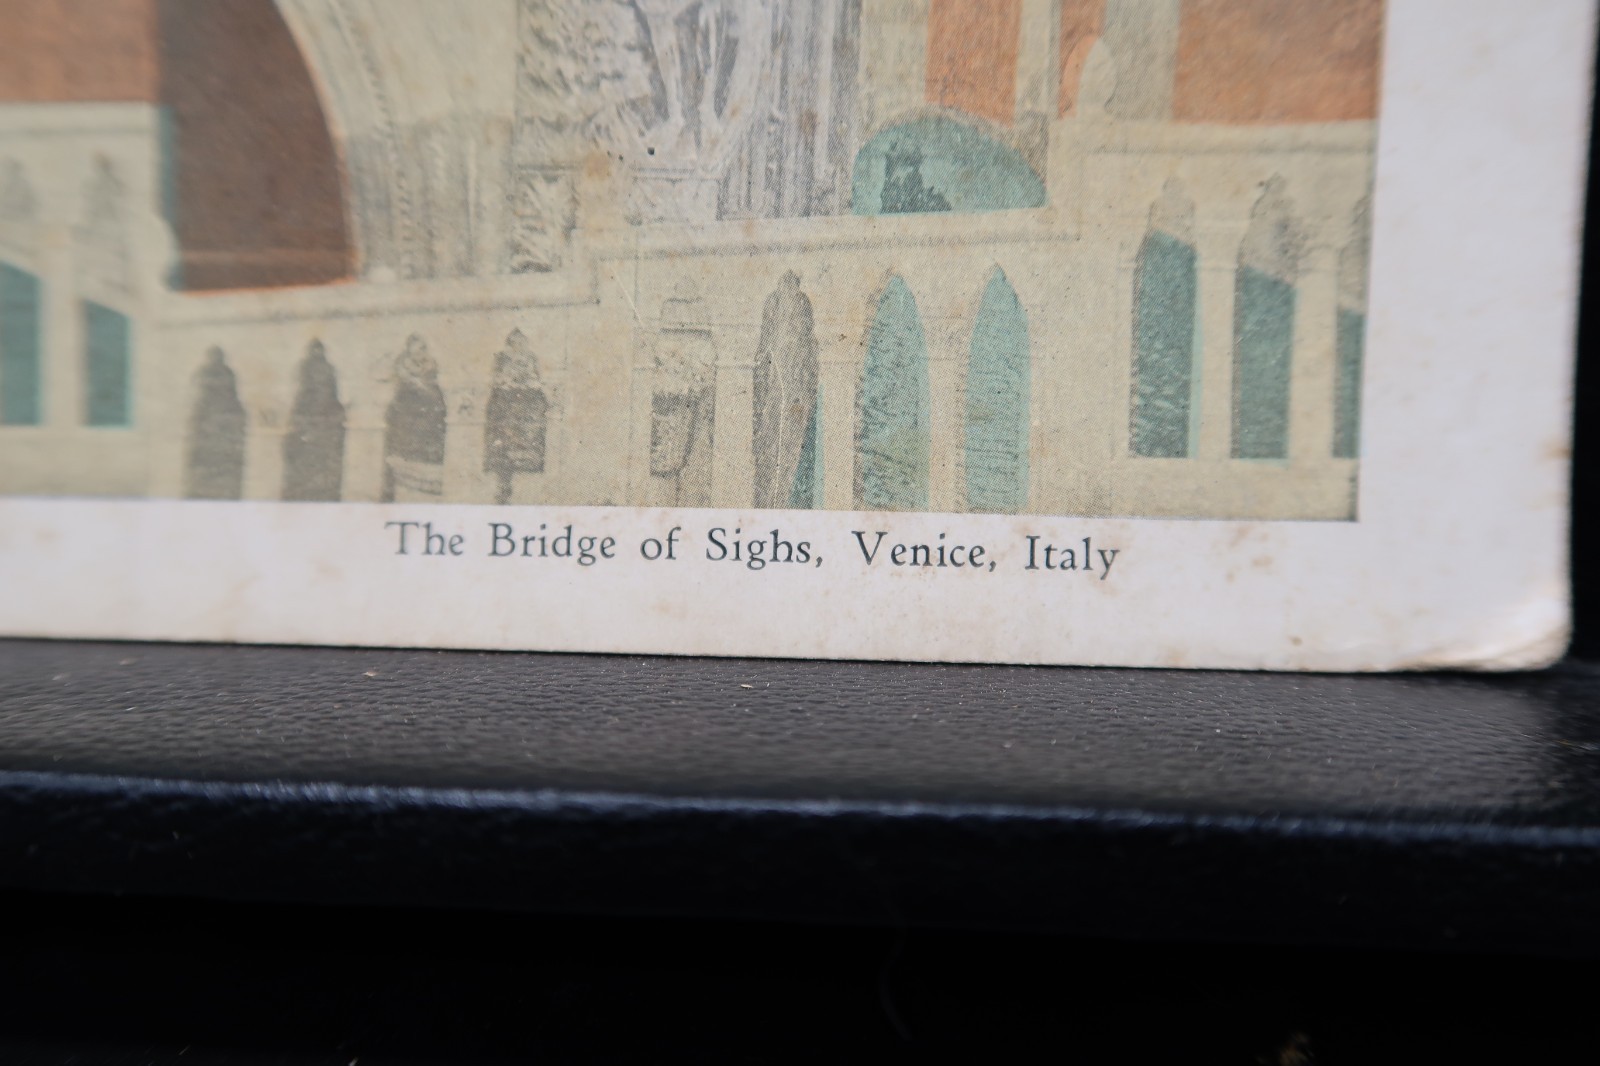 The Bridge of Sighs, Venice, Italy